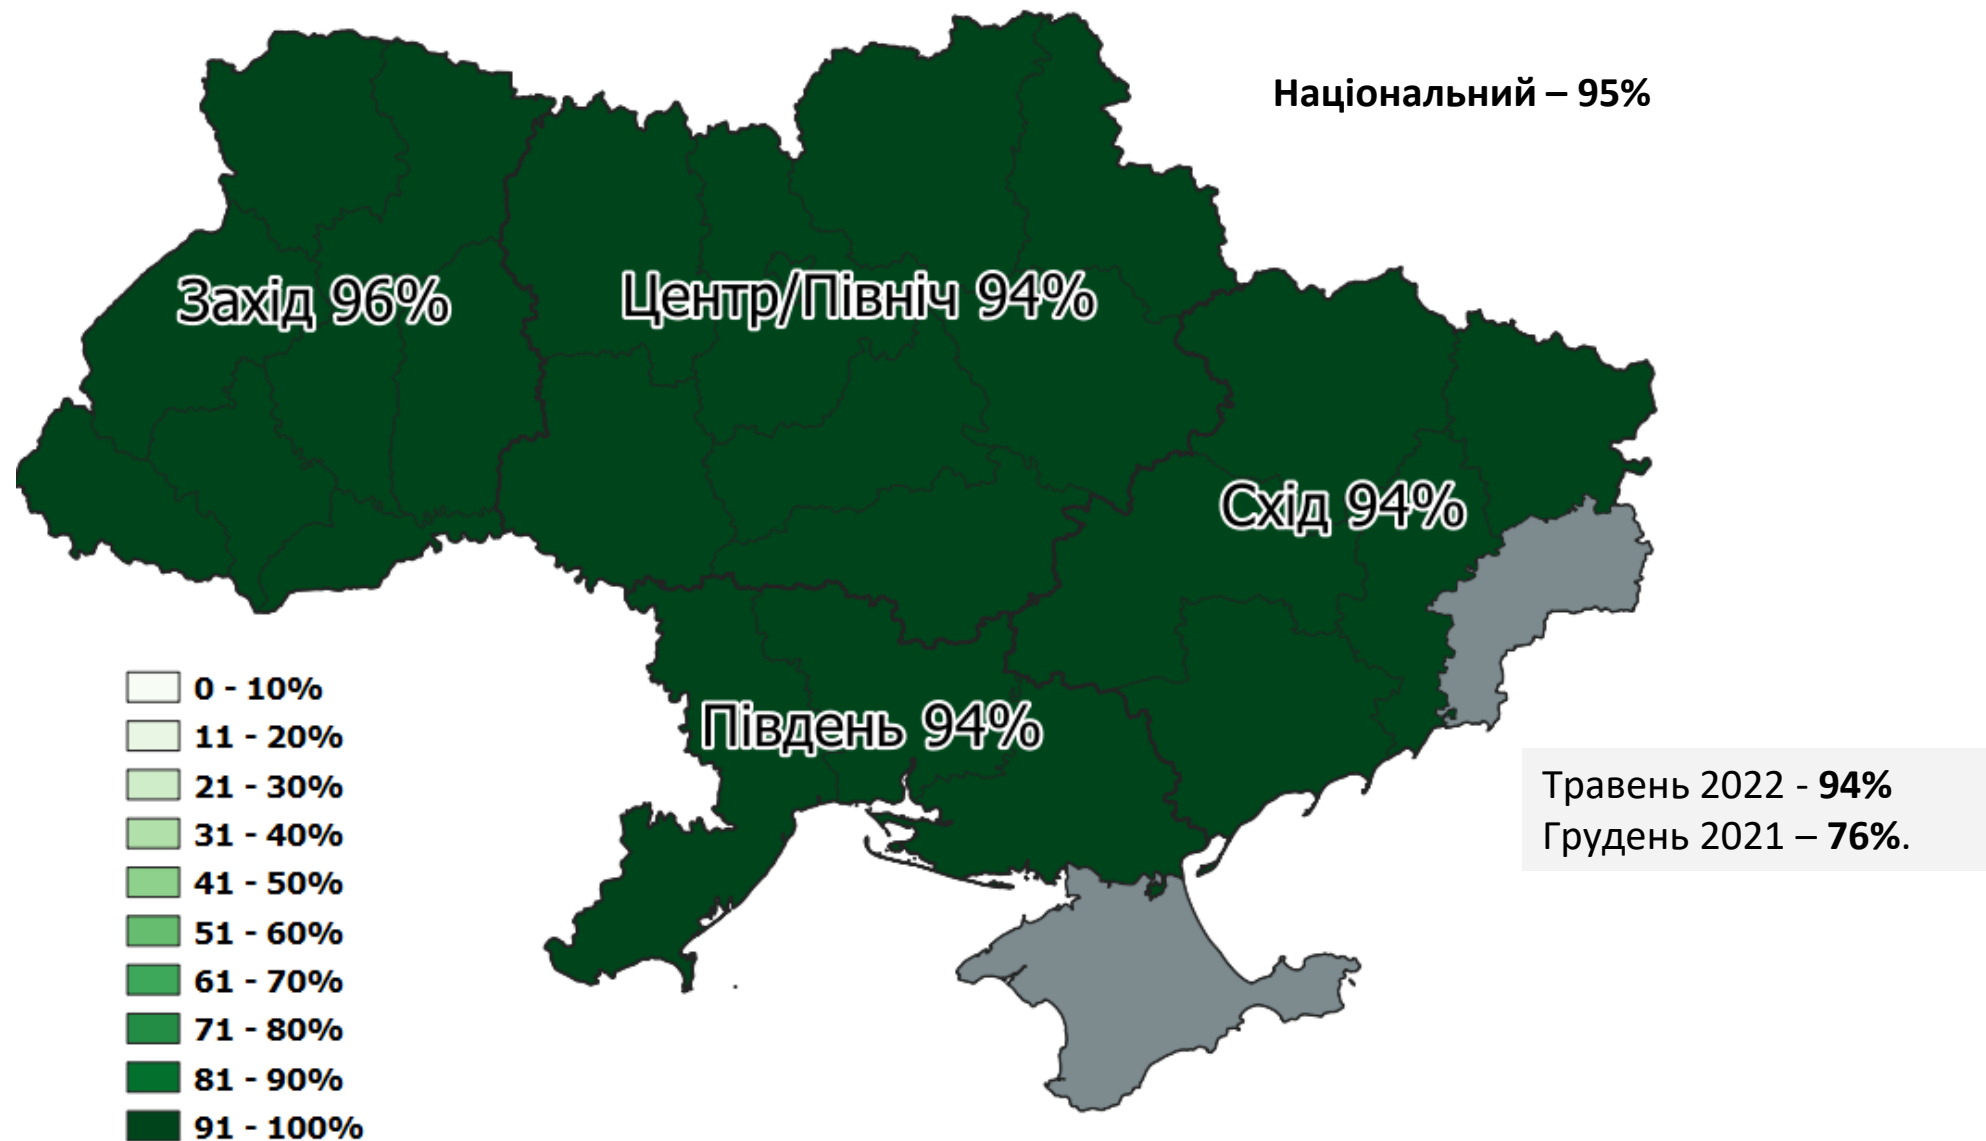 Національний – 95%
Захід 96%
Центр/Північ 94%
Схід 94%
Південь 94%
0 - 10%
11 - 20%
21 - 30%
31 - 40%
41 - 50%
51 - 60%
61 - 70%
71 - 80%
81 - 90%
91 - 100%
Травень 2022 - 94%
Грудень 2021 – 76%.